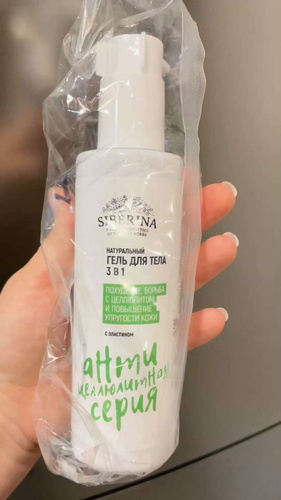 SIBERINA
НАТУРАЛЬНЫЙ
ГЕЛЬ ДЛЯ ТЕЛА
3 В 1
ПОХУДЕНИЕ, БОРЬБА
С ЦЕЛЛЮЛИТОМ
И ПОВЫШЕНИЕ
УПРУГОСТИ КОЖИ
С ЭЛАСТИНОМ
анти
целлюлитная
серия